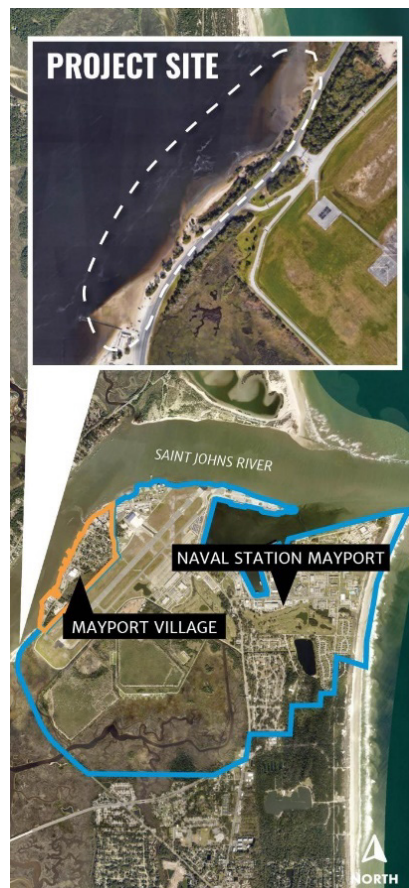 PROJECT SITE
SAINT JOHNS RIVER
NAVAL STATION MAYPORT
MAYPORT VILLAGE
NORTH